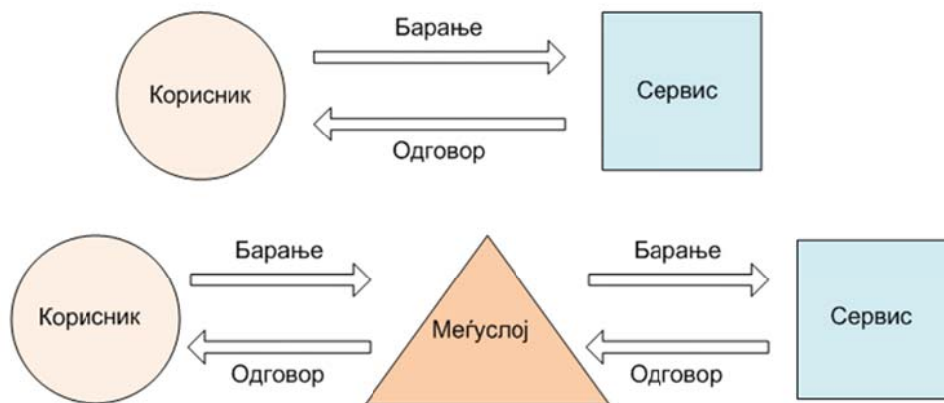 Барање
Корисник
Сервис
Одговор
Барање
Барање
Корисник
Меѓуслој
Сервис
Одговор
Одговор